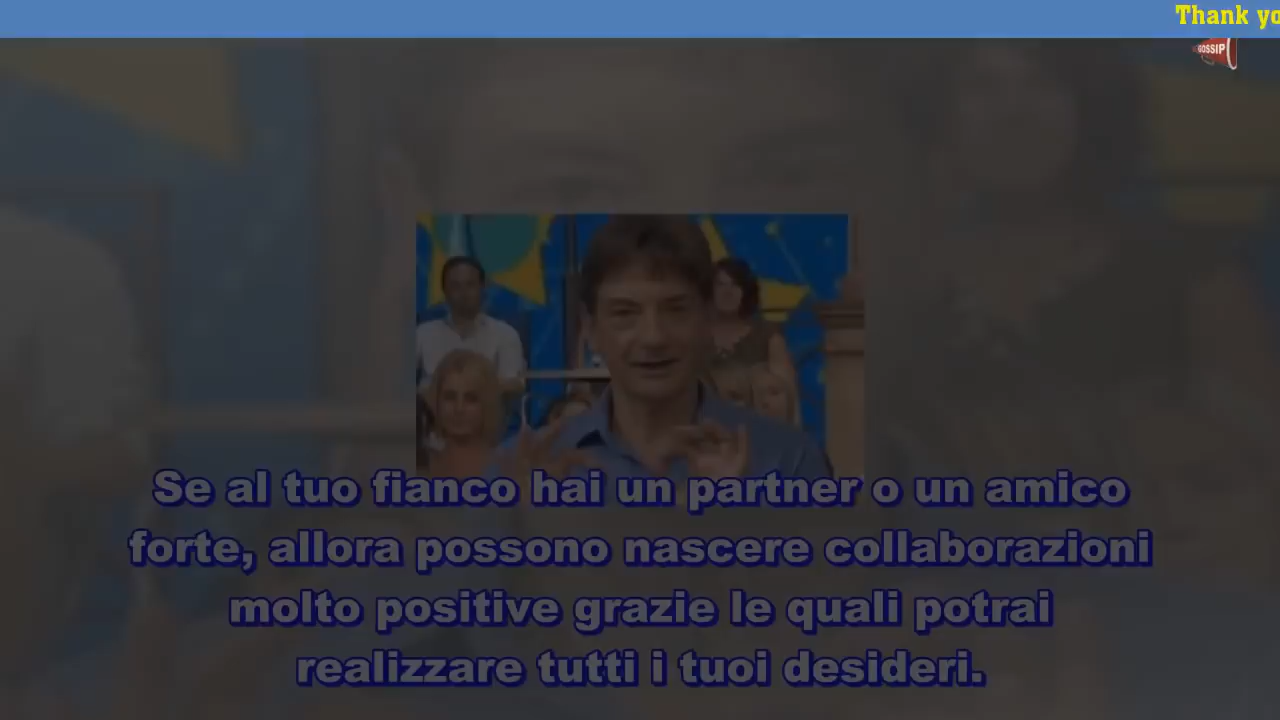 Thank yo
GOSSIP
Se al tuo fianco hai un partner o un amico
forte, allora possono nascere collaborazioni
molto positive grazie le quali potrai
realizzare tutti i tuoi desideri.